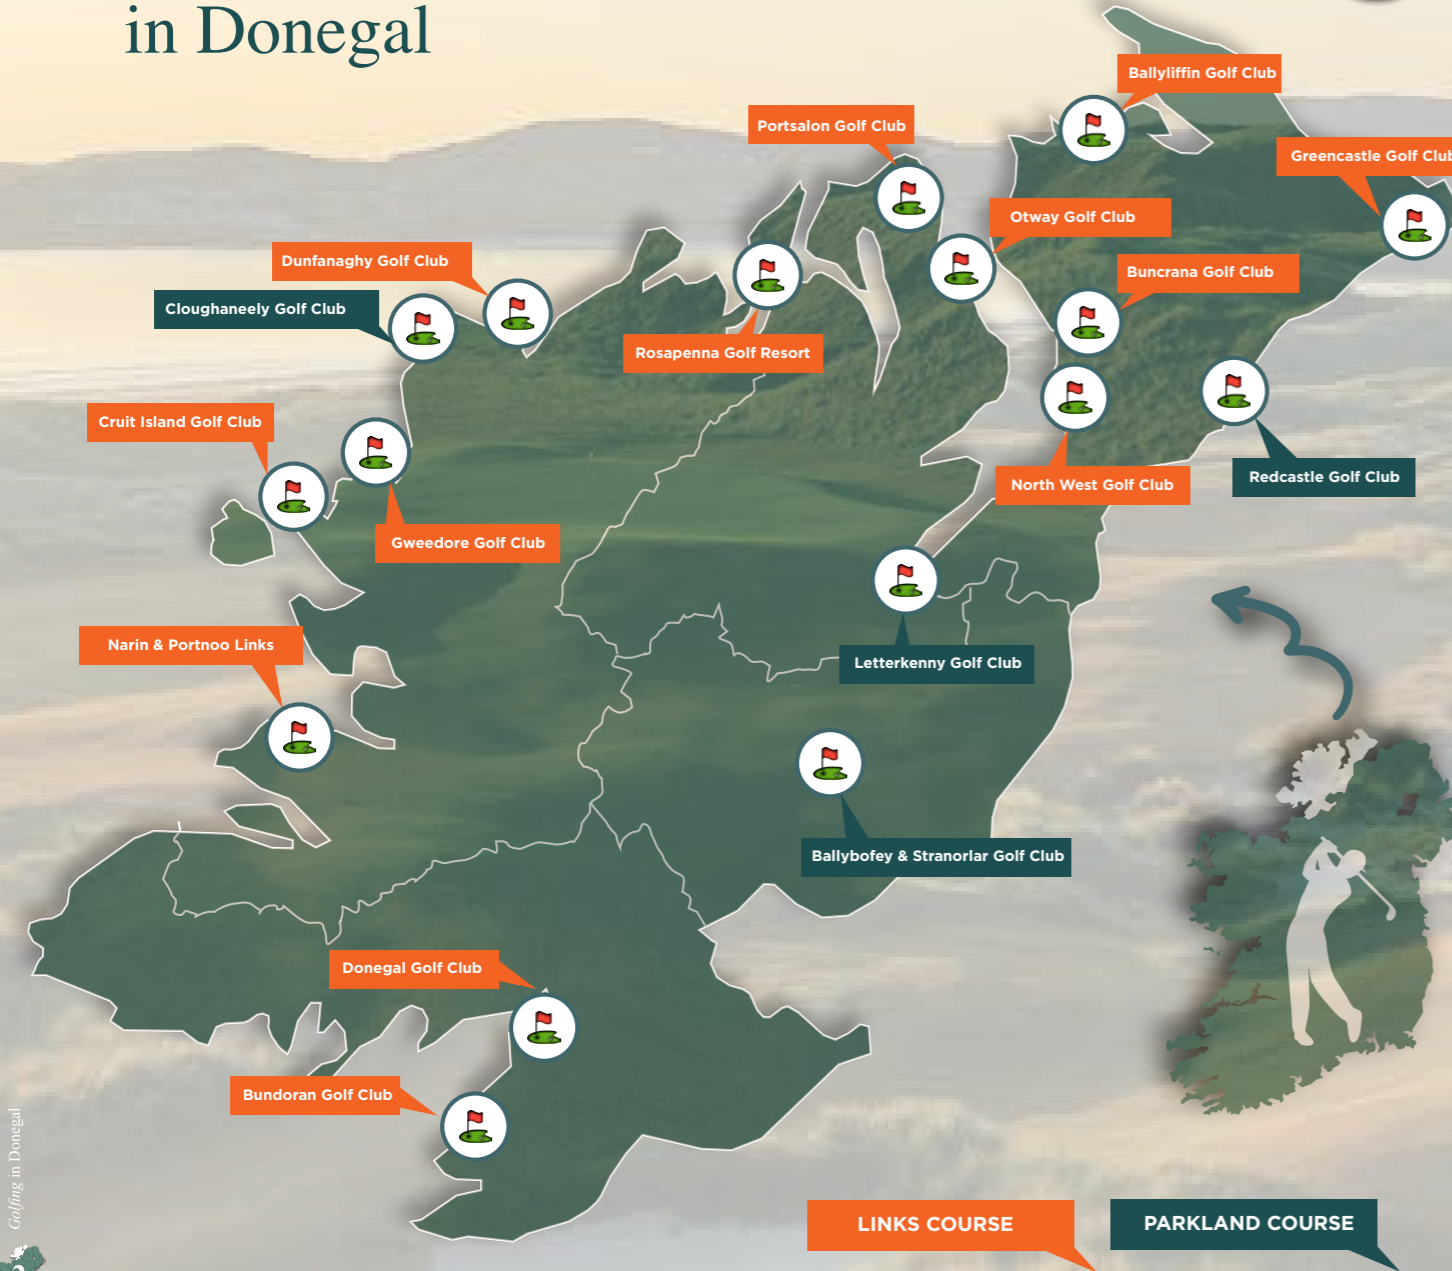 in Donegal
Ballyliffin Golf Club
Portsalon Golf Club
Greencastle Golf Club
Otway Golf Club
Dunfanaghy Golf Club
Buncrana Golf Club
Cloughaneely Golf Club
Rosapenna Golf Resort
Cruit Island Golf Club
Redcastle Golf Club
North West Golf Club
Gweedore Golf Club
Narin & Portnoo Links
Letterkenny Golf Club
Ballybofey & Stranorlar Golf Club
Donegal Golf Club
Bundoran Golf Club
Golfing in Donegal
LINKS COURSE
PARKLAND COURSE